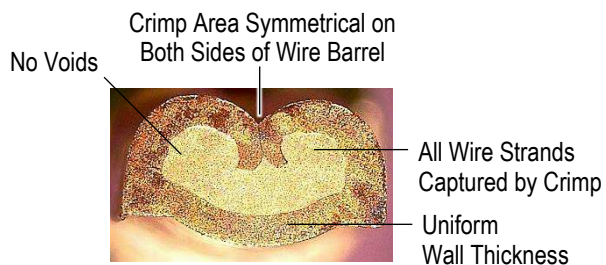 Crimp Area Symmetrical on
Both Sides of Wire Barrel
No Voids
All Wire Strands
Captured by Crimp
Uniform
Wall Thickness